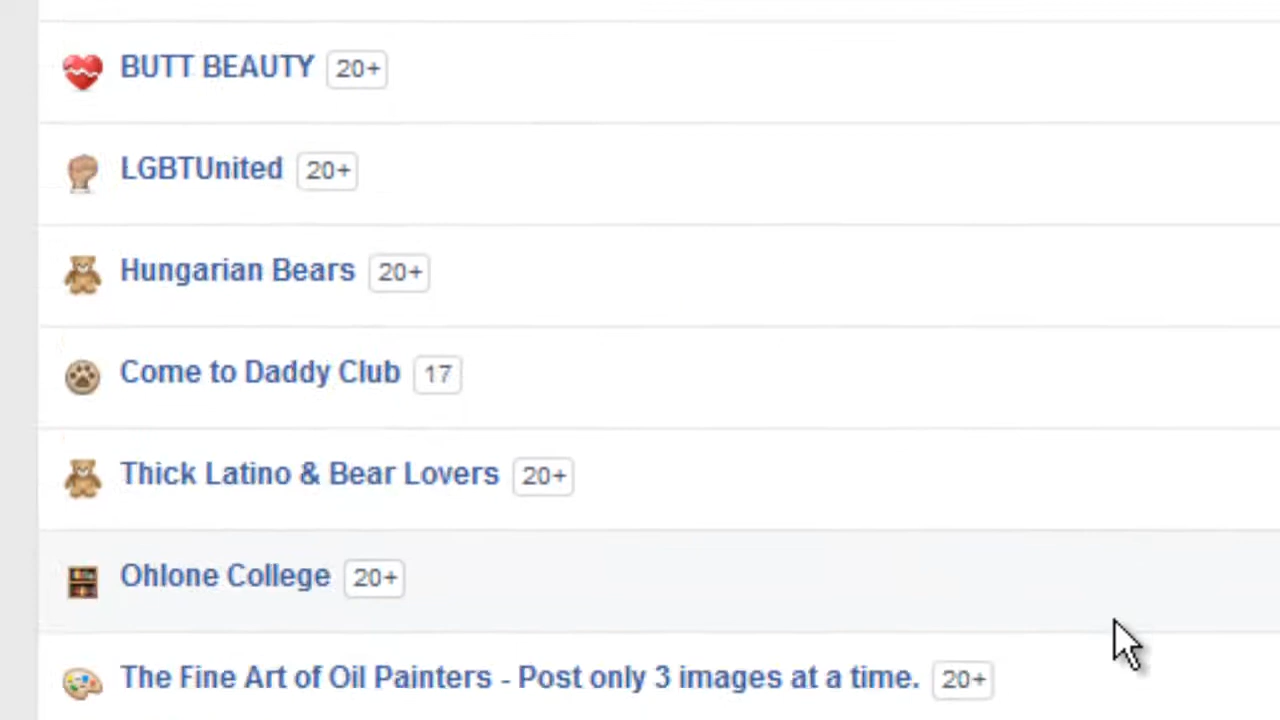 BUTT BEAUTY 20+
LGBTUnited 20+
Hungarian Bears 20+
Come to Daddy Club 17
Thick Latino & Bear Lovers 20+
Ohlone College 20+
The Fine Art of Oil Painters - Post only 3 images at a time. 20+